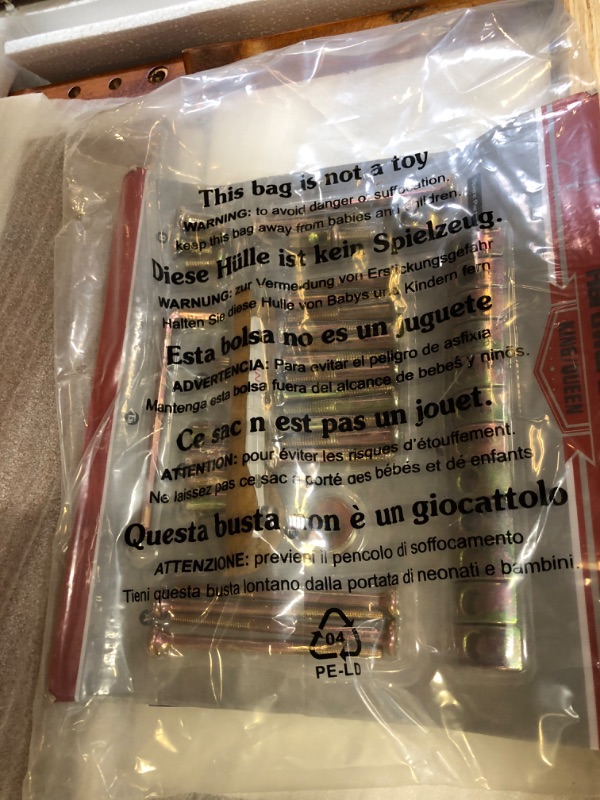 This bag is not a toy
WARNING: to avoid danger of suffocation.
keep this bag away from babies and children.
Diese Hülle ist kein Spielzeug.
WARNUNG: zur Vermeidung von Erstickungsgefahr
Halten Sie diese Hulle von Babys und Kindern fern
Esta bolsa no es un juguete
ADVERTENCIA: Para evitar el peligro de asfixia
Mantenga esta bolsa fuera del alcance de bebes y niños.
Ce sac n est pas un jouet.
ATTENTION: pour éviter les risques d'étouffement.
Ne laissez pas ce sac à porté des bébés et dé enfants
Questa busta non è un giocattolo
ATTENZIONE: previeni il pencolo di soffocamento
Tieni questa busta lontano dalla portata di neonati e bambini.
04
PE-LD
KING QUEEN